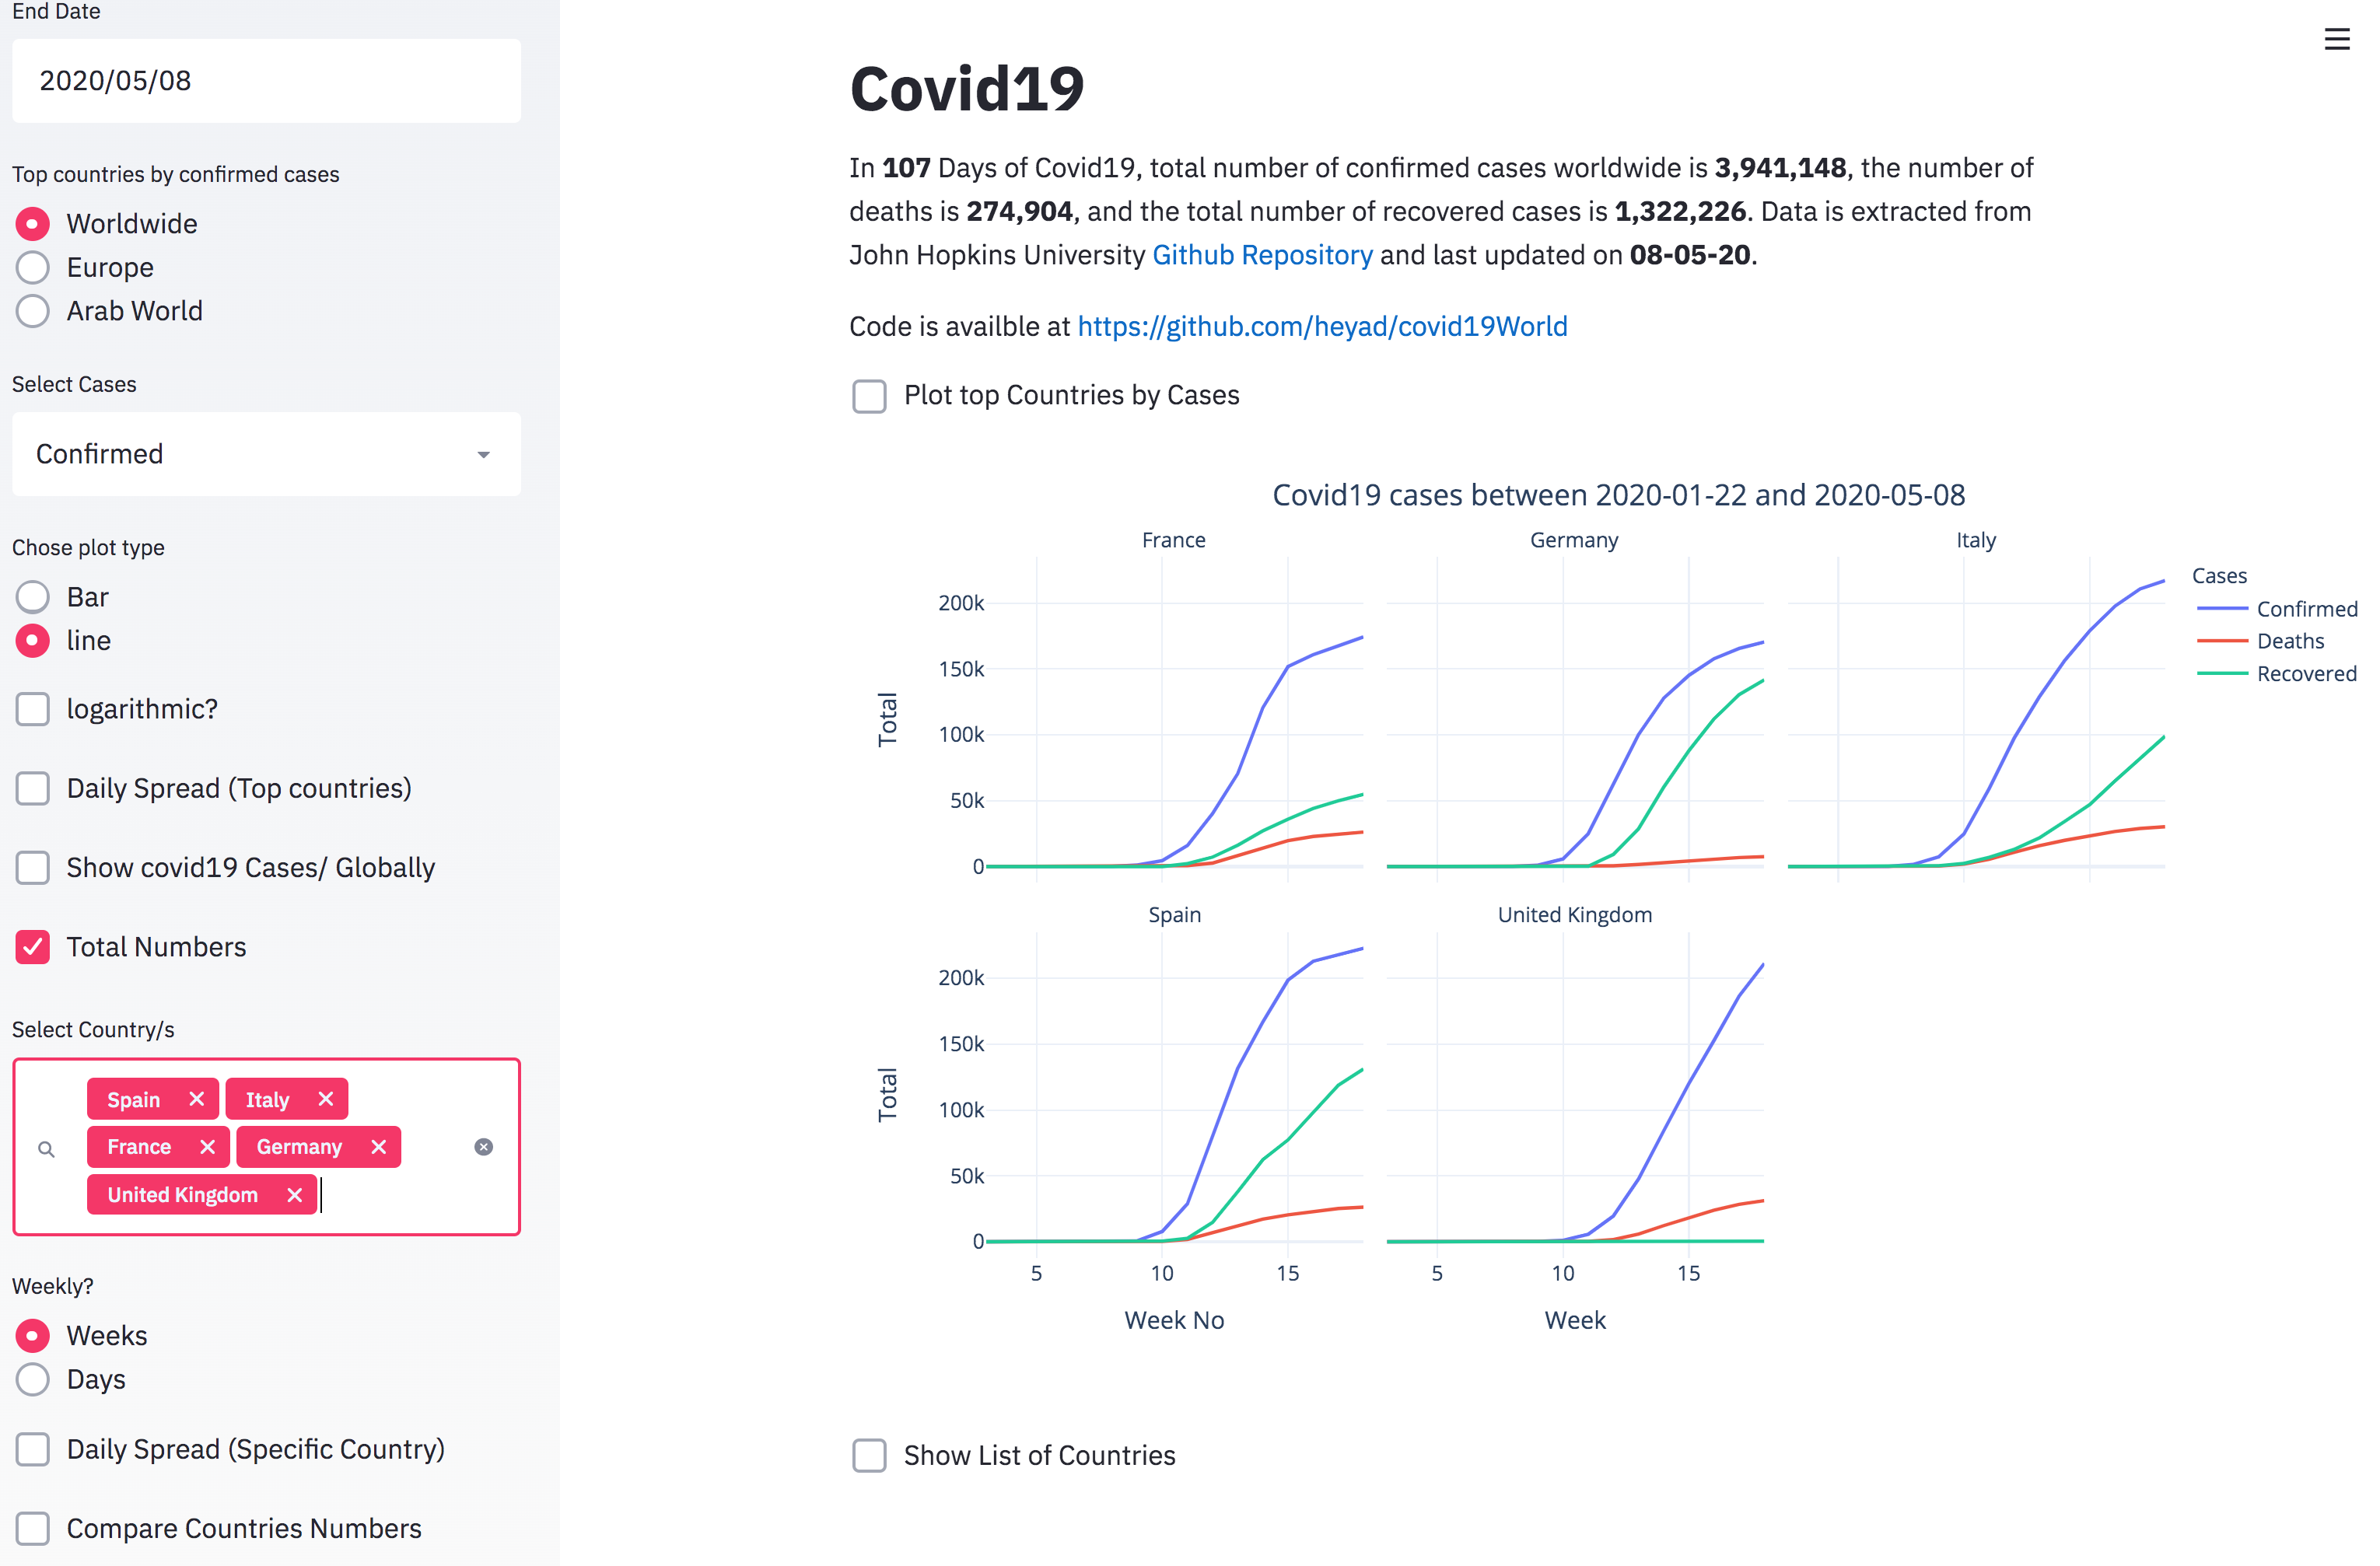 End Date
2020/05/08
Top countries by confirmed cases
Worldwide
Europe
Arab World
Select Cases
Confirmed
Chose plot type
Bar
line
logarithmic?
Daily Spread (Top countries)
Show covid19 Cases/ Globally
Total Numbers
Select Country/s
Spain
Italy
France
Germany
United Kingdom
Weekly?
Weeks
Days
Daily Spread (Specific Country)
Compare Countries Numbers
Covid19
In 107 Days of Covid19, total number of confirmed cases worldwide is 3,941,148, the number of
deaths is 274,904, and the total number of recovered cases is 1,322,226. Data is extracted from
John Hopkins University Github Repository and last updated on 08-05-20.
Code is availble at https://github.com/heyad/covid19World
Plot top Countries by Cases
Covid19 cases between 2020-01-22 and 2020-05-08
France
Germany
Italy
Cases
Confirmed
Deaths
Recovered
200k
150k
100k
50k
0
Total
Spain
United Kingdom
200k
150k
100k
50k
0
Total
5
10
15
5
10
15
Week No
Week
Show List of Countries